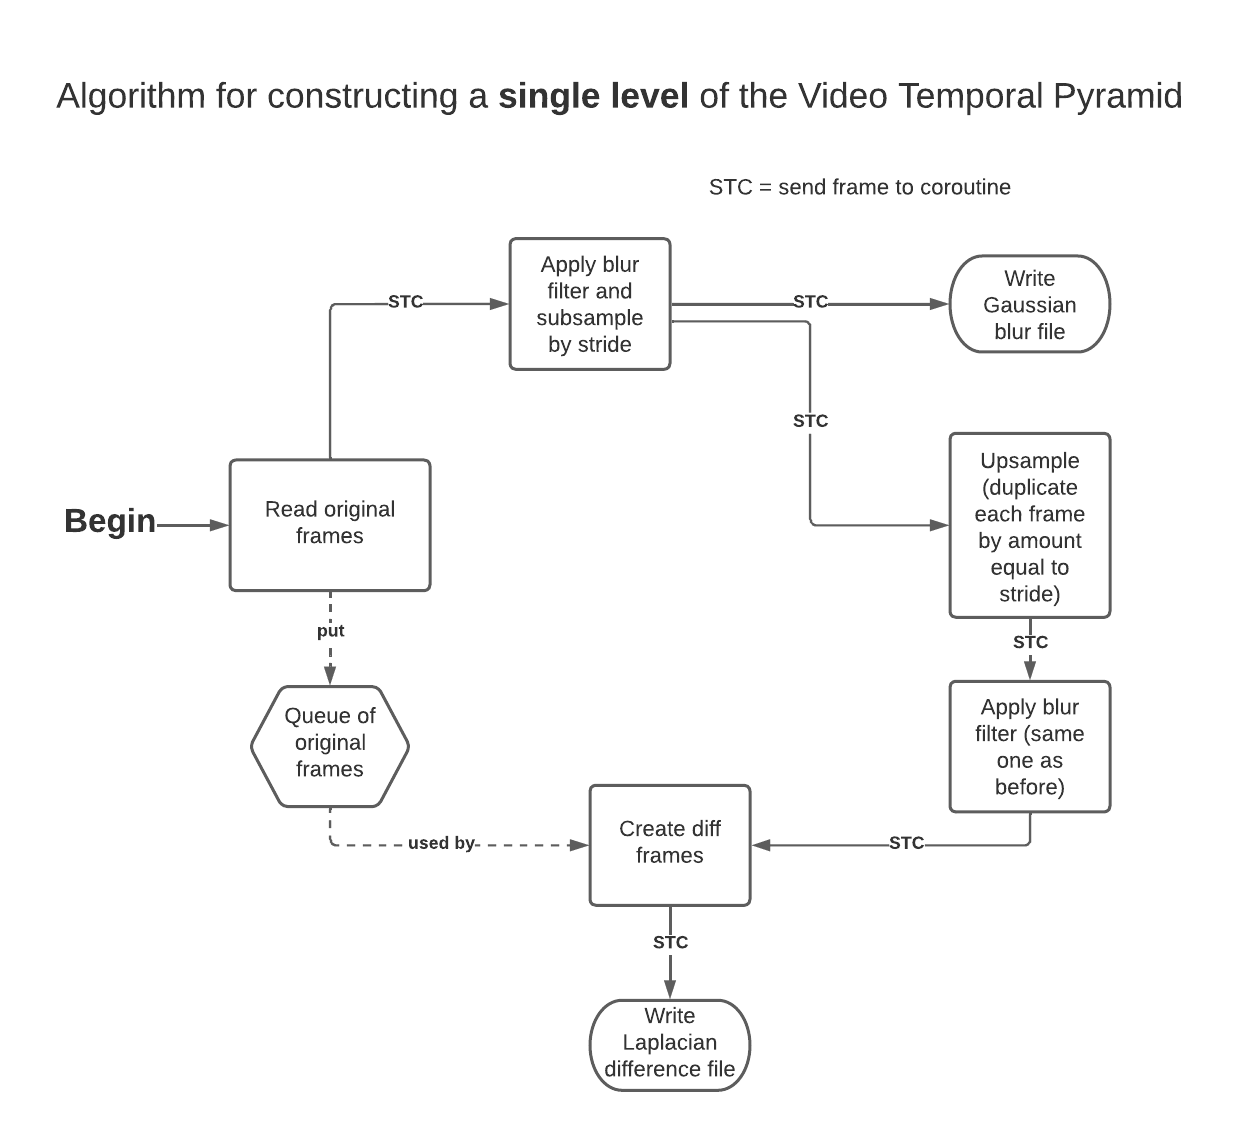 Algorithm for constructing a single level of the Video Temporal Pyramid
STC = send frame to coroutine
Apply blur
filter and
subsample
by stride
STC
STC
Write
Gaussian
blur file
STC
Begin
Read original
frames
Upsample
(duplicate
each frame
by amount
equal to
stride)
put
STC
Queue of
original
frames
Apply blur
filter (same
one as
before)
used by
Create diff
frames
STC
STC
Write
Laplacian
difference file